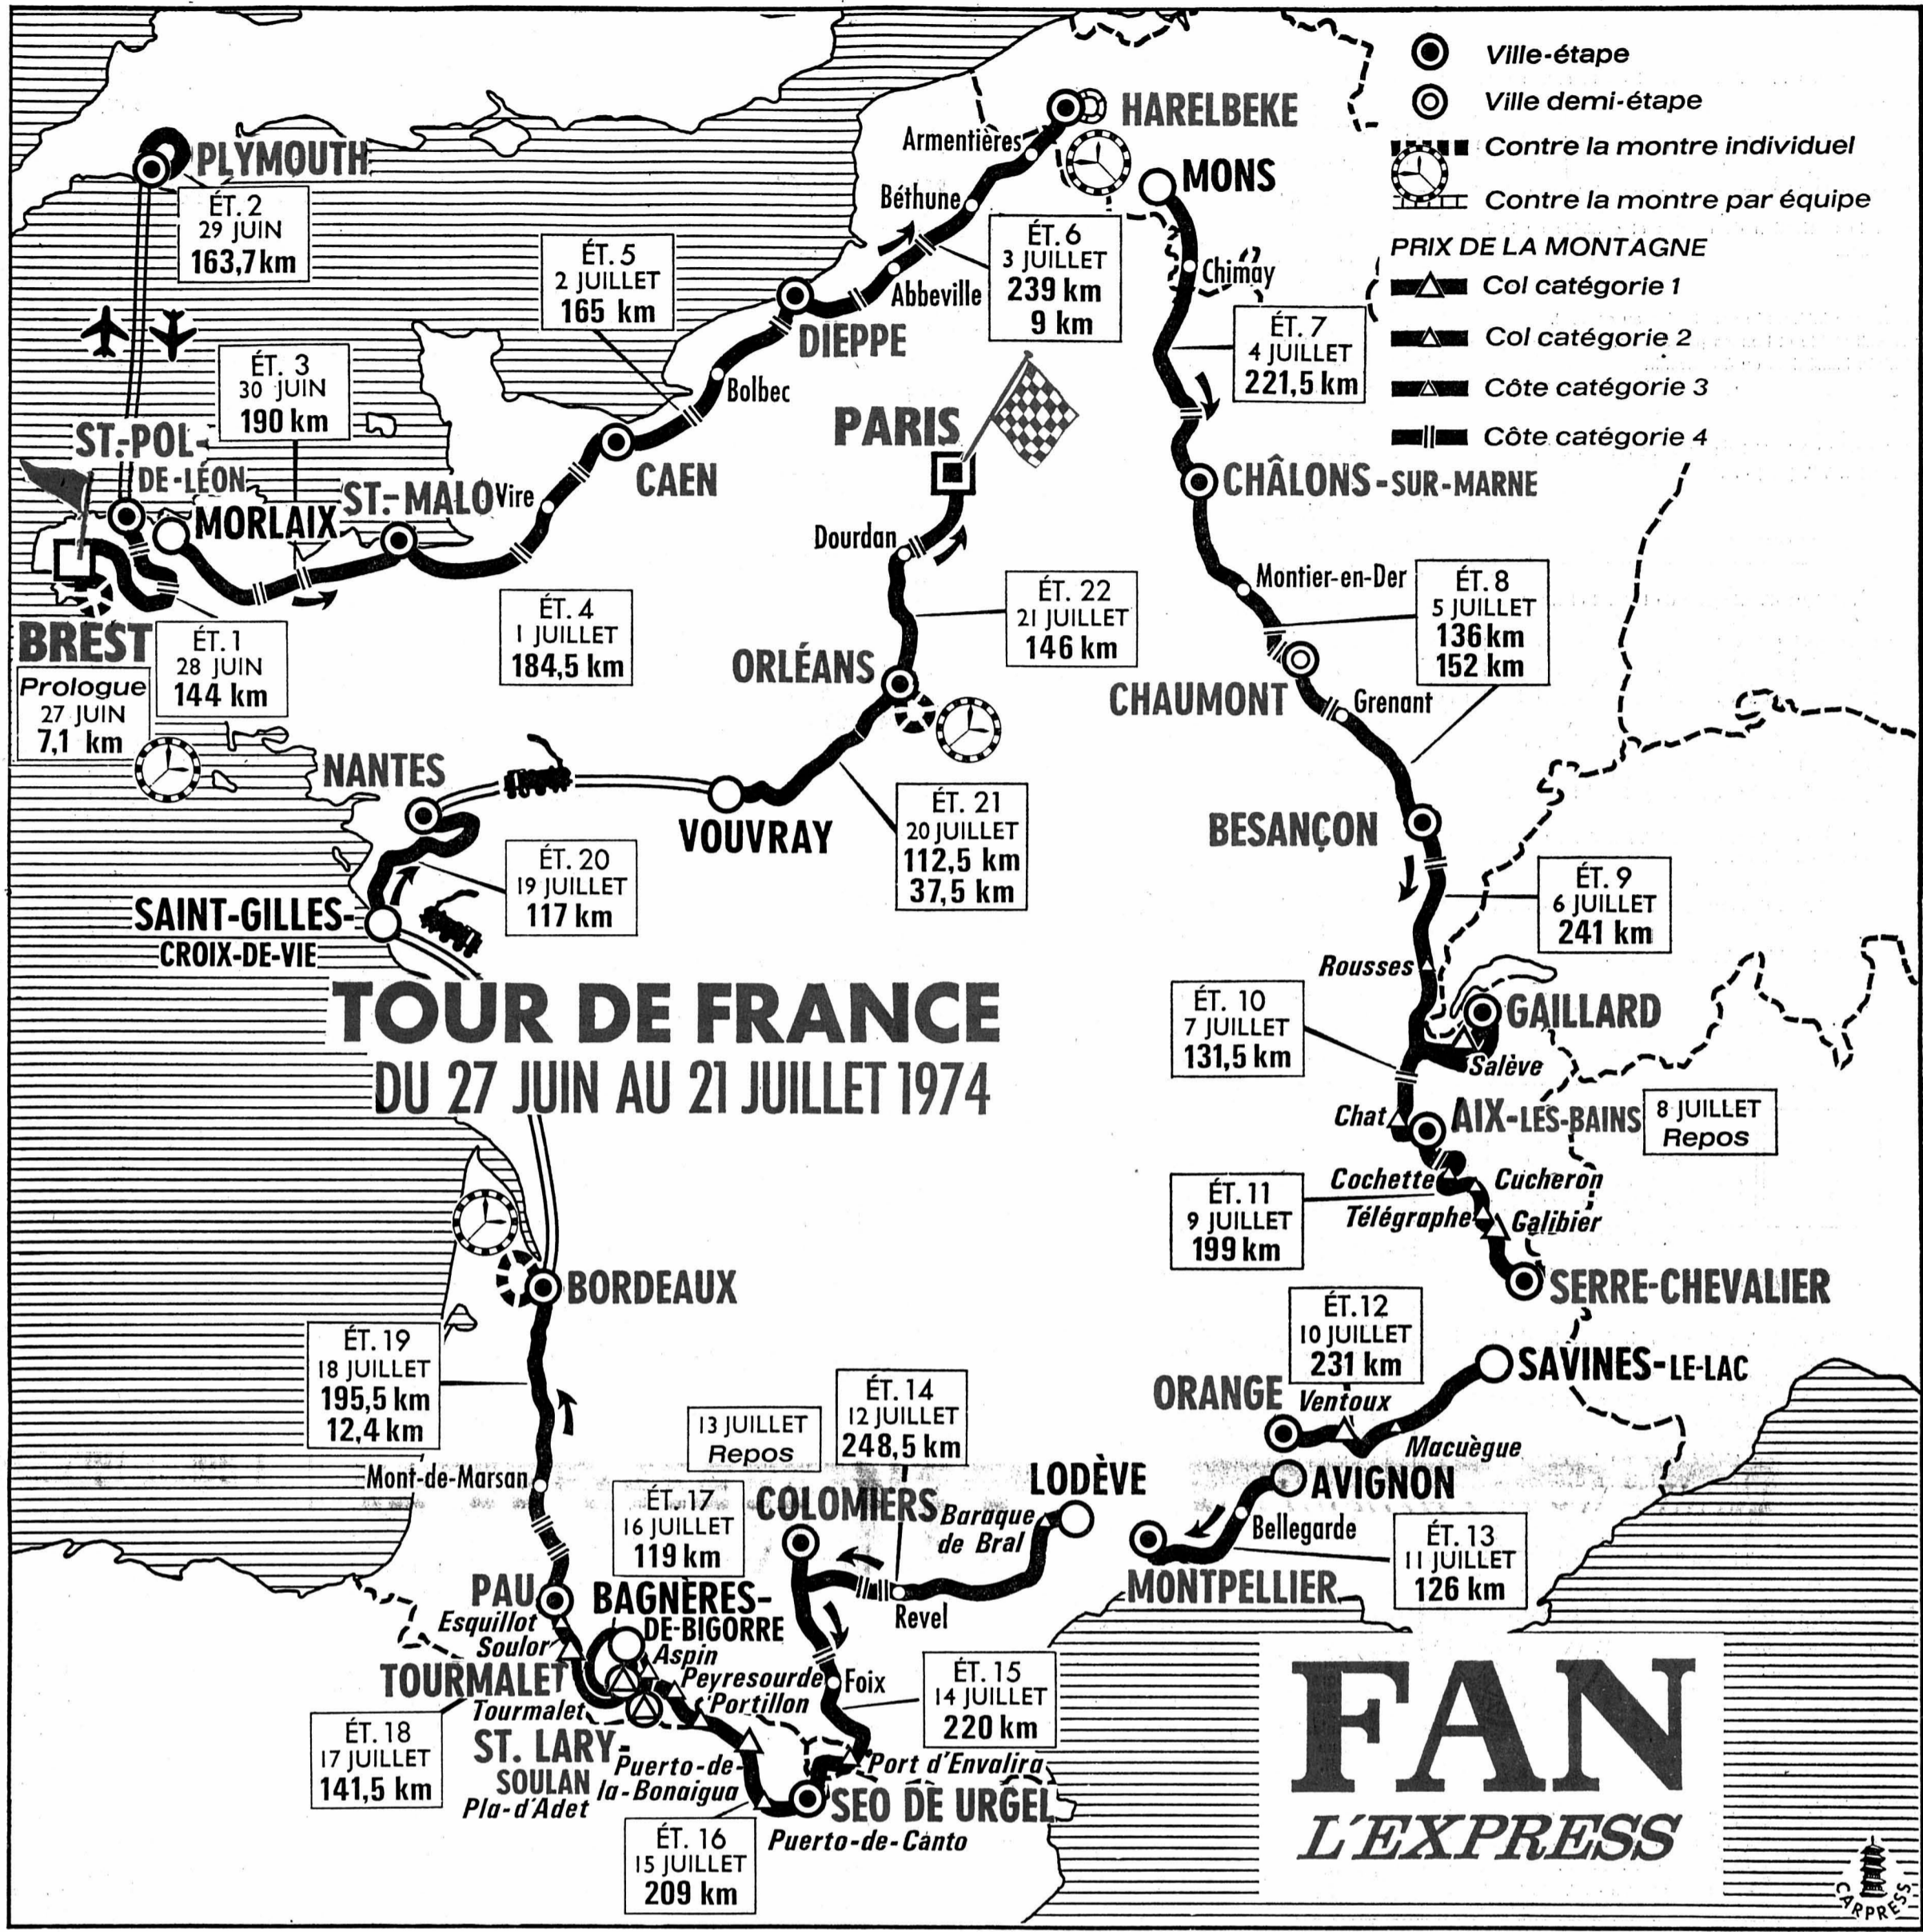 Ville-étape
Ville demi-étape
Contre la montre individuel
Contre la montre par équipe
PRIX DE LA MONTAGNE
Col catégorie 1
Col catégorie 2
Côte catégorie 3
Côte catégorie 4
HARELBEKE
Armentières
MONS
Béthune
PLYMOUTH
ÉT. 2
29 JUIN
163,7 km
ÉT. 5
2 JUILLET
165 km
ÉT. 6
3 JUILLET
239 km
9 km
Chimay
Abbeville
DIEPPE
ÉT. 7
4 JUILLET
221,5 km
ÉT. 3
30 JUIN
190 km
Bolbec
PARIS
ST.-POL-
DE-LÉON
MORLAIX
ST.-MALO
Vire
CAEN
CHÂLONS-SUR-MARNE
Dourdan
Montier-en-Der
ÉT. 8
5 JUILLET
136 km
152 km
BREST
Prologue
27 JUIN
7,1 km
ÉT. 1
28 JUIN
144 km
ÉT. 4
1 JUILLET
184,5 km
ÉT. 22
21 JUILLET
146 km
ORLÉANS
CHAUMONT
Grenant
NANTES
VOUVRAY
ÉT. 21
20 JUILLET
112,5 km
37,5 km
BESANÇON
ÉT. 20
19 JUILLET
117 km
ÉT. 9
6 JUILLET
241 km
SAINT-GILLES-
CROIX-DE-VIE
Rousses
TOUR DE FRANCE
DU 27 JUIN AU 21 JUILLET 1974
ÉT. 10
7 JUILLET
131,5 km
GAILLARD
Salève
Chat
AIX-LES-BAINS
8 JUILLET
Repos
Cochette
Cucheron
Télégraphe
Galibier
ÉT. 11
9 JUILLET
199 km
BORDEAUX
SERRE-CHEVALIER
ÉT. 12
10 JUILLET
231 km
SAVINES-LE-LAC
ÉT. 19
18 JUILLET
195,5 km
12,4 km
ORANGE
Ventoux
Macuègue
ÉT. 14
12 JUILLET
248,5 km
13 JUILLET
Repos
Mont-de-Marsan
LODÈVE
AVIGNON
ÉT. 17
16 JUILLET
119 km
COLOMIERS
Baraque
de Bral
Bellegarde
ÉT. 13
11 JUILLET
126 km
MONTPELLIER
Revel
PAU
Esquillot
Soulor
BAGNÈRES-
DE-BIGORRE
Aspin
TOURMALET
Tourmalet
Peyresourde
Portillon
Foix
ÉT. 15
14 JUILLET
220 km
ÉT. 18
17 JUILLET
141,5 km
ST. LARY-
SOULAN
Pla-d'Adet
Puerto-de-
la-Bonaigua
Port d'Envalira
SEO DE URGEL
Puerto-de-Canto
ÉT. 16
15 JUILLET
209 km
FAN
L'EXPRESS
CARPRESS